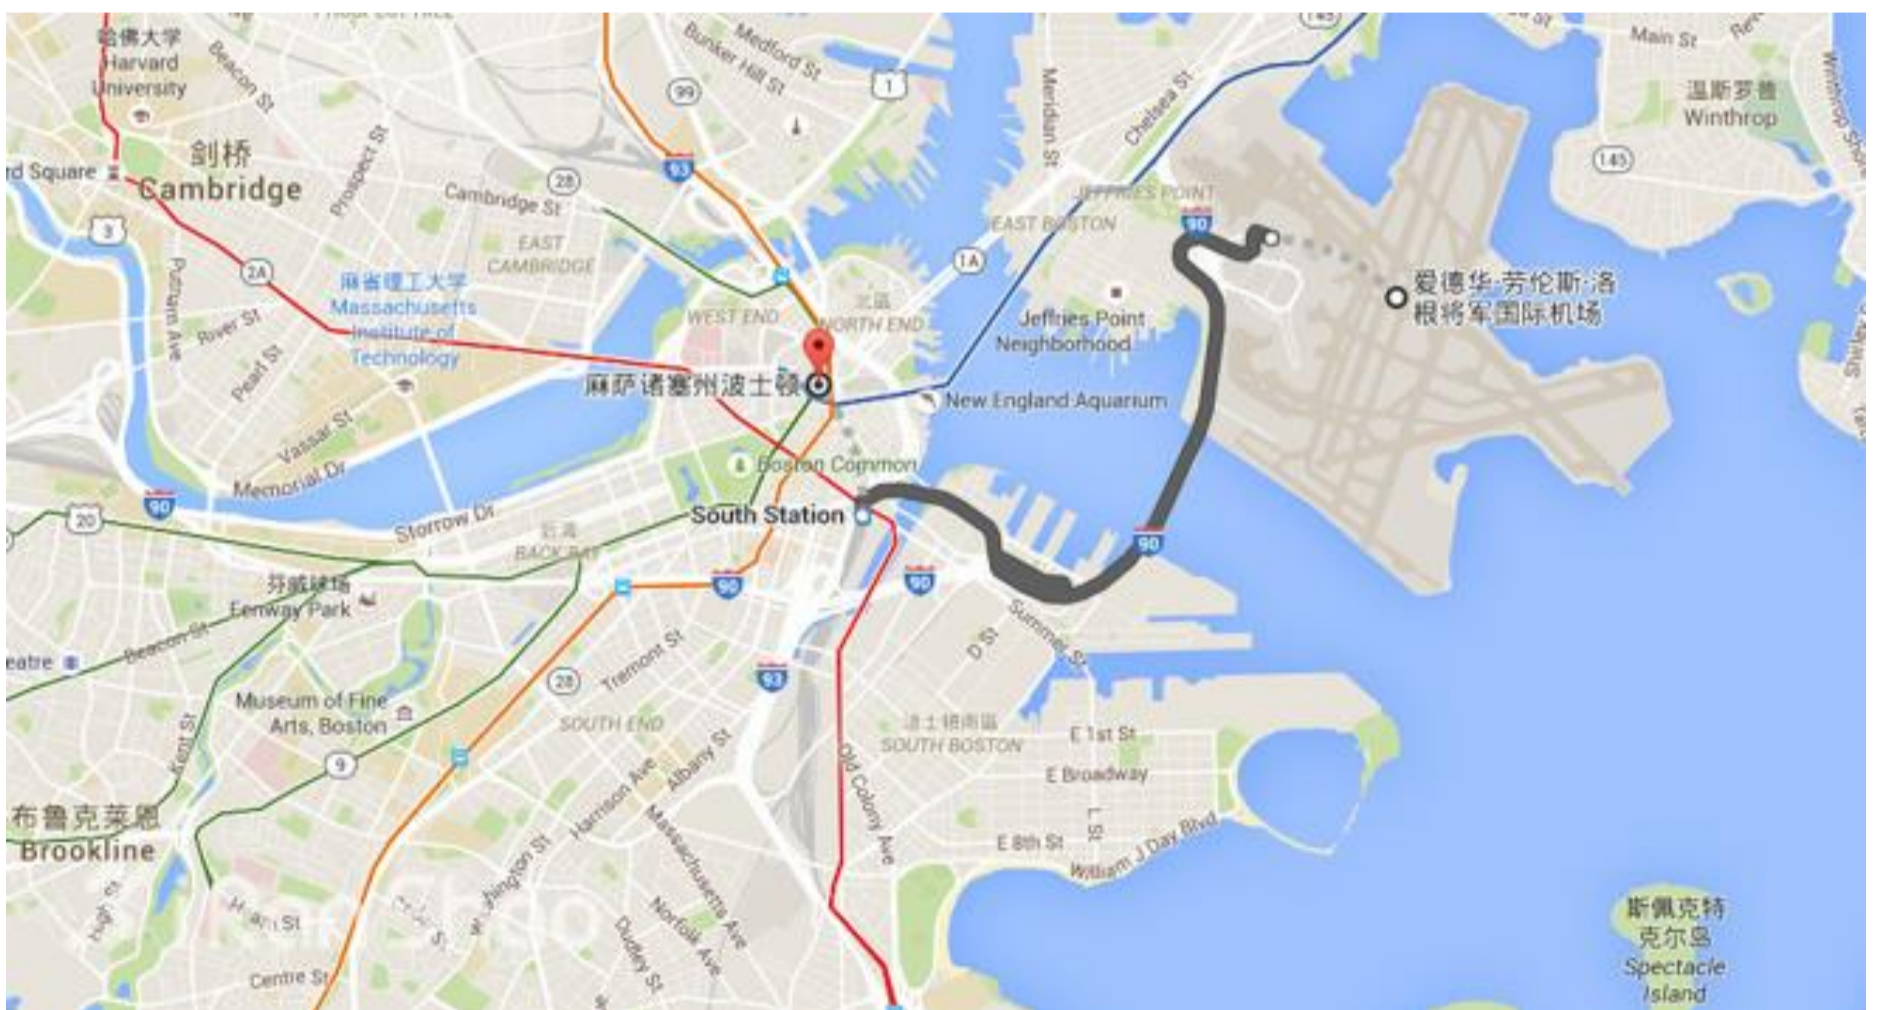 哈佛大学
Harvard
University
Beacon St
Medford St
Bunker Hill St
99
1
145
Main St
温斯罗普
Winthrop
Winthrop Shore
145
Meridian St
Chelsea St
93
剑桥
Cambridge
Prospect St
rd Square
28
Cambridge St
3
EAST
CAMBRIDGE
JEFFRIES POINT
EAST BOSTON
90
1A
2A
Putnam Ave
River St
Pearl St
麻省理工大学
Massachusetts
Institute of
Technology
WEST END
北區
NORTH END
Jeffries Point
Neighborhood
爱德华·劳伦斯·洛
根将军国际机场
麻萨诸塞州波士顿
New England Aquarium
Vassar St
Memorial Dr
Boston Common
90
20
Storrow Dr
South Station
BACK BAY
90
90
90
芬威球场
Fenway Park
Beacon St
eatre
Summer St
D St
Tremont St
28
93
Museum of Fine
Arts, Boston
SOUTH END
波士顿南區
SOUTH BOSTON
E 1st St
E Broadway
L St
E 8th St
William J Day Blvd
Kent St
9
Albany St
Harrison Ave
Massachusetts Ave
Old Colony Ave
布鲁克莱恩
Brookline
Norfolk Ave
Dudley St
Centre St
斯佩克特
克尔岛
Spectacle
Island